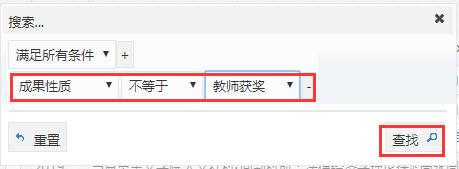 搜索...
满足所有条件 +
成果性质 不等于 教师获奖 -
重置 查找